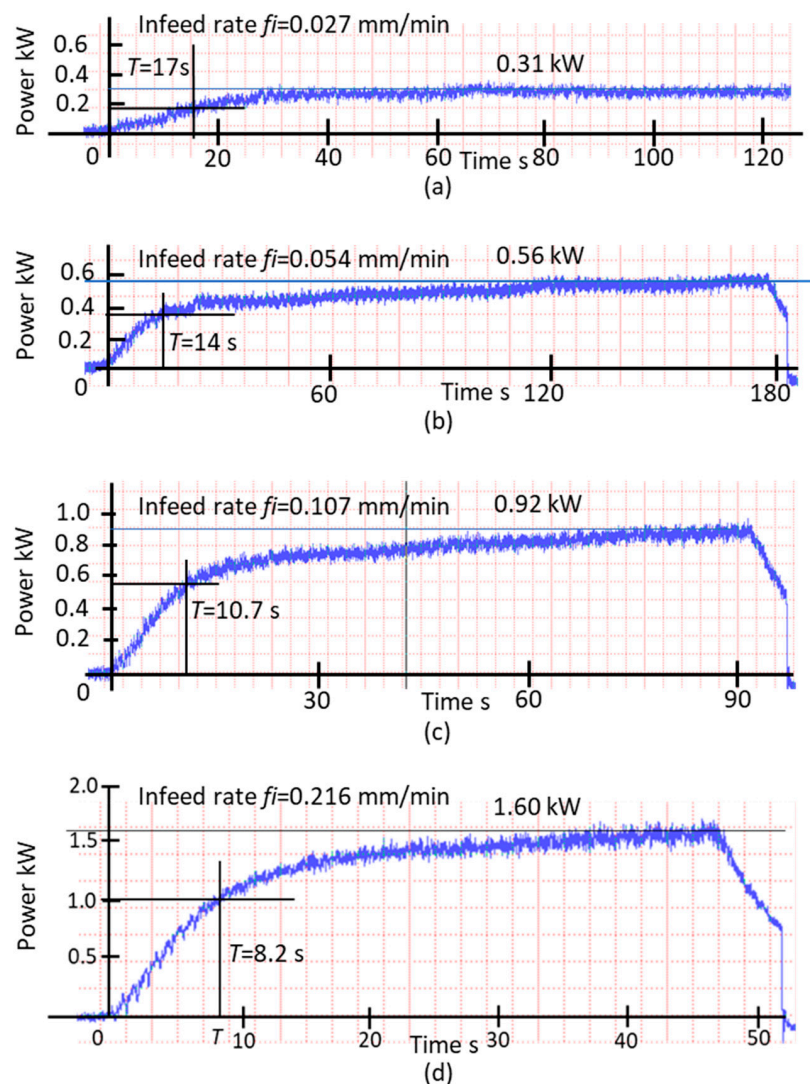 Infeed rate fi=0.027 mm/min
Power kW
0.6
0.4
0.2
T=17s
0.31 kW
0
20
40
60
80
100
120
Time s
(a)
Infeed rate fi=0.054 mm/min
Power kW
0.6
0.4
0.2
0
0.56 kW
T=14 s
60
120
180
Time s
(b)
Infeed rate fi=0.107 mm/min
Power kW
1.0
0.8
0.6
0.4
0.2
0
0.92 kW
T=10.7 s
30
60
90
Time s
(c)
Infeed rate fi=0.216 mm/min
Power kW
2.0
1.5
1.0
0.5
1.60 kW
T=8.2 s
0
T
10
20
30
40
50
Time s
(d)